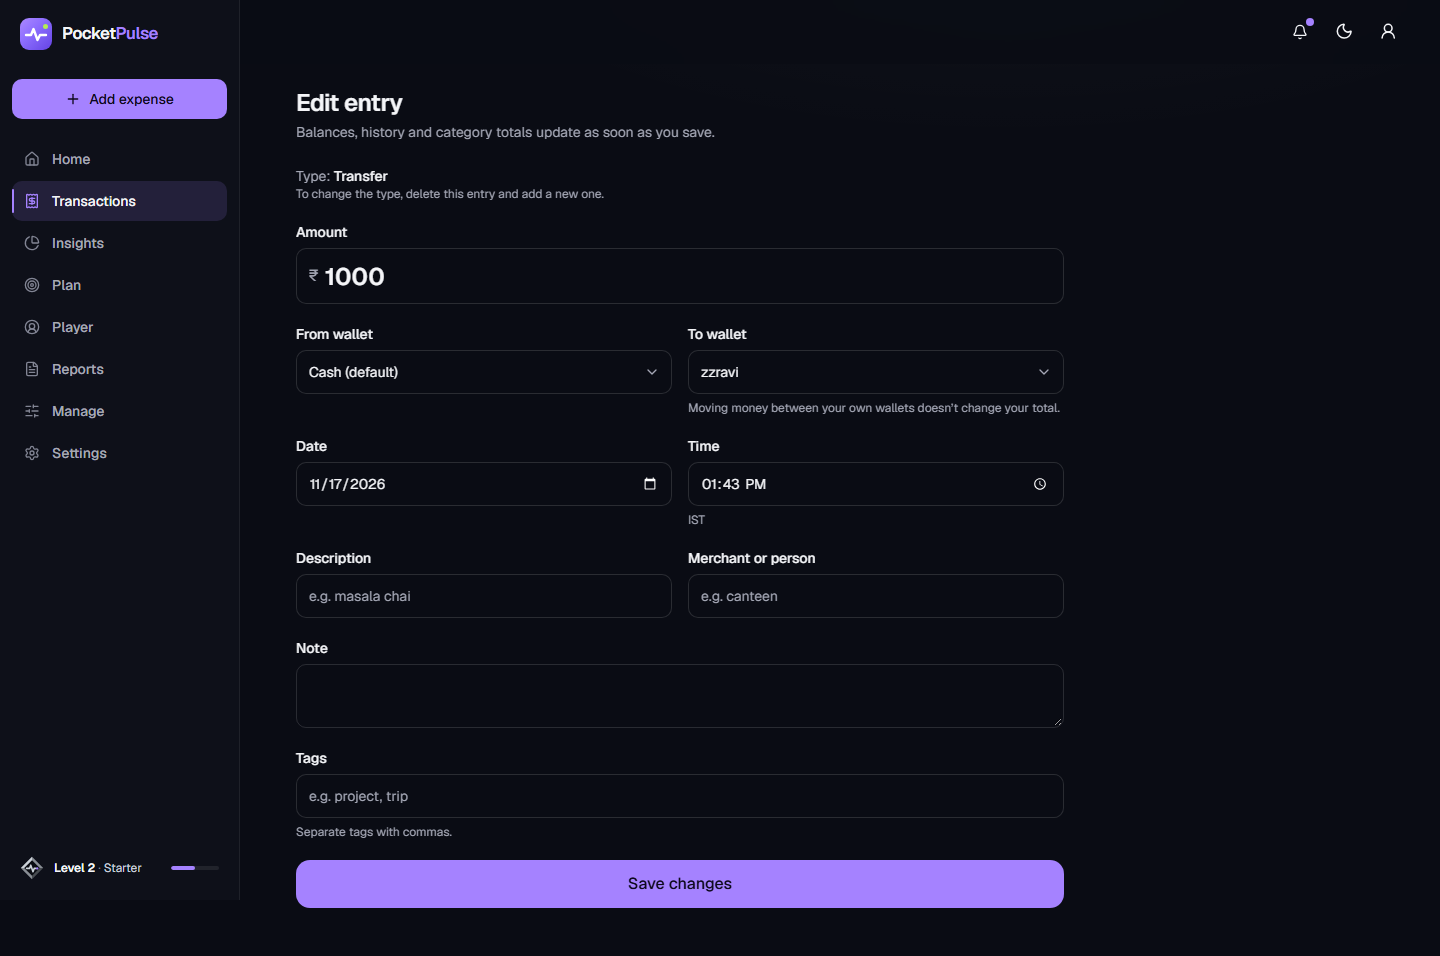 PocketPulse
Add expense
Home
Transactions
Insights
Plan
Player
Reports
Manage
Settings
Level 2 · Starter
Edit entry
Balances, history and category totals update as soon as you save.
Type: Transfer
To change the type, delete this entry and add a new one.
Amount
₹ 1000
From wallet
Cash (default)
To wallet
zzravi
Moving money between your own wallets doesn't change your total.
Date
11/17/2026
Time
01:43 PM
IST
Description
e.g. masala chai
Merchant or person
e.g. canteen
Note
Tags
e.g. project, trip
Separate tags with commas.
Save changes